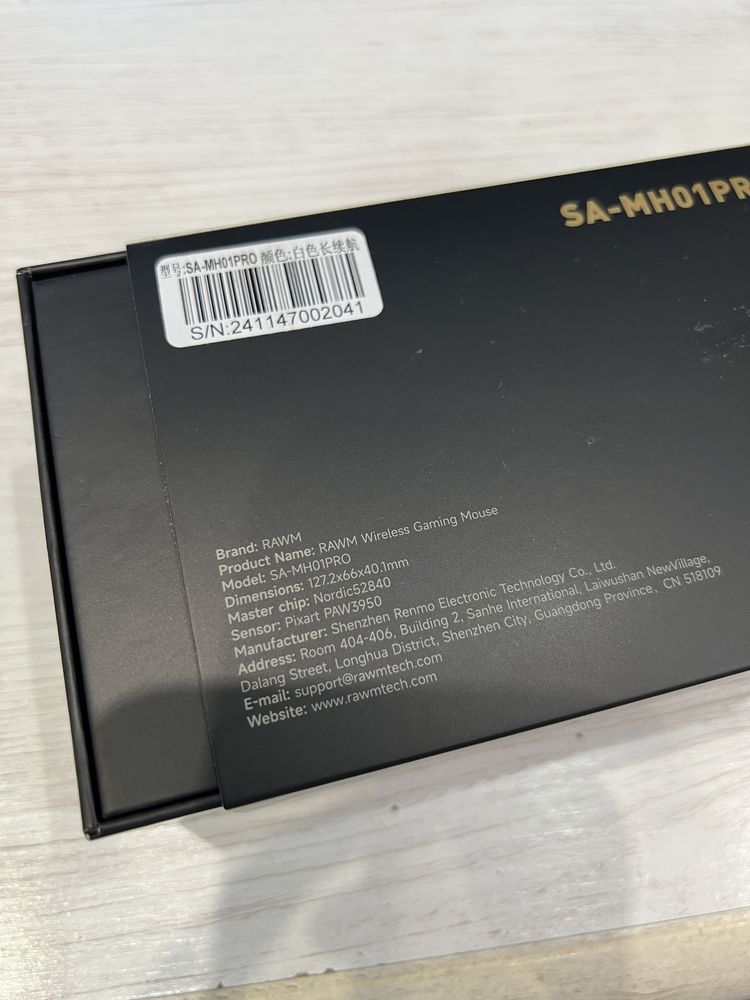 SA-MH01PR
型号:SA-MH01PRO 颜色:白色长续航
S/N:241147002041
Brand: RAWM
Product Name: RAWM Wireless Gaming Mouse
Model: SA-MH01PRO
Dimensions: 127.2x66x40.1mm
Master chip: Nordic52840
Sensor: Pixart PAW3950
Manufacturer: Shenzhen Renmo Electronic Technology Co., Ltd.
Address: Room 404-406, Building 2, Sanhe International, Laiwushan NewVillage,
Dalang Street, Longhua District, Shenzhen City, Guangdong Province, CN 518109
E-mail: support@rawmtech.com
Website: www.rawmtech.com